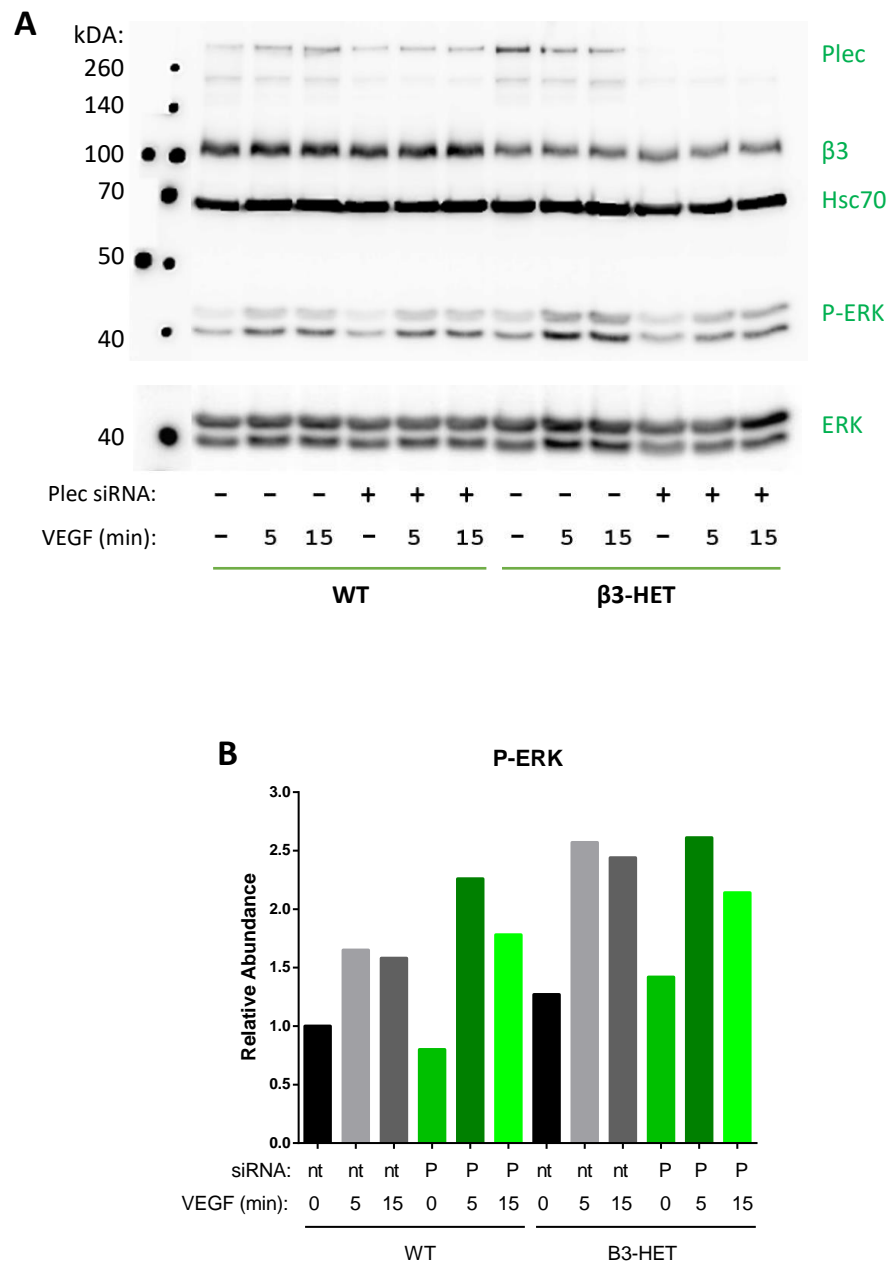 A
kDA:
260
140
100
70
50
40
40
Plec
β3
Hsc70
P-ERK
ERK
Plec siRNA: – – – + + + – – – + + +
VEGF (min): – 5 15 – 5 15 – 5 15 – 5 15
WT β3-HET
B
P-ERK
Relative Abundance
3.0
2.5
2.0
1.5
1.0
0.5
0.0
siRNA: nt nt nt P P P nt nt nt P P P
VEGF (min): 0 5 15 0 5 15 0 5 15 0 5 15
WT B3-HET